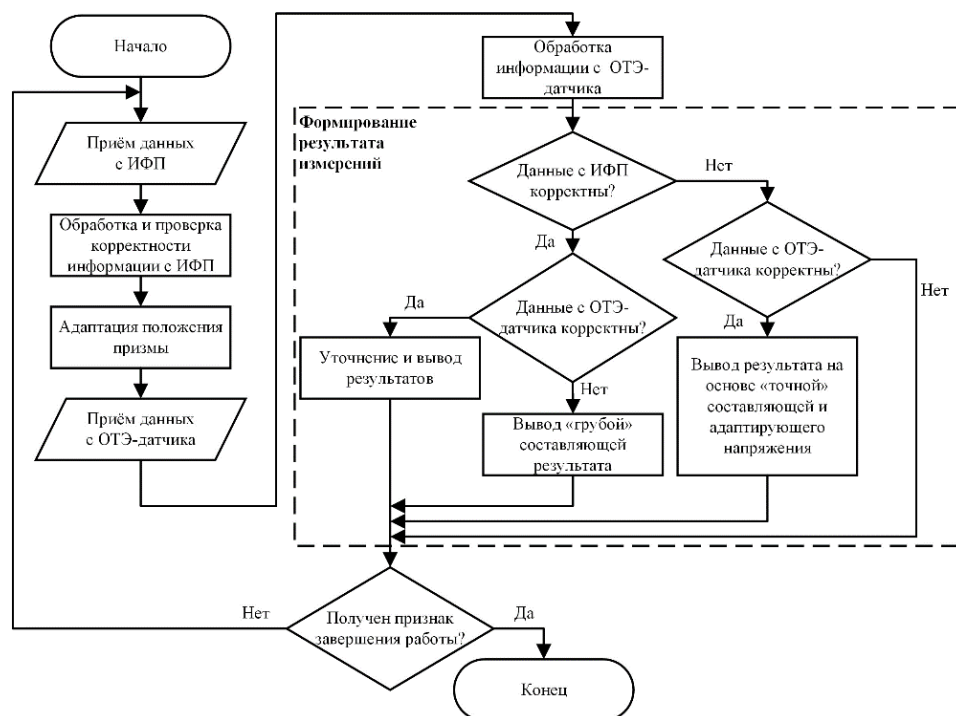 Начало
Приём данных
с ИФП
Обработка и проверка
корректности
информации с ИФП
Адаптация положения
призмы
Приём данных
с ОТЭ-датчика
Обработка
информации с ОТЭ-
датчика
Формирование
результата
измерений
Данные с ИФП
корректны?
Нет
Да
Данные с ОТЭ-
датчика корректны?
Нет
Да
Данные с ОТЭ-
датчика корректны?
Да
Уточнение и вывод
результатов
Нет
Вывод «грубой»
составляющей
результата
Вывод результата на
основе «точной»
составляющей и
адаптирующего
напряжения
Получен признак
завершения работы?
Нет
Да
Конец